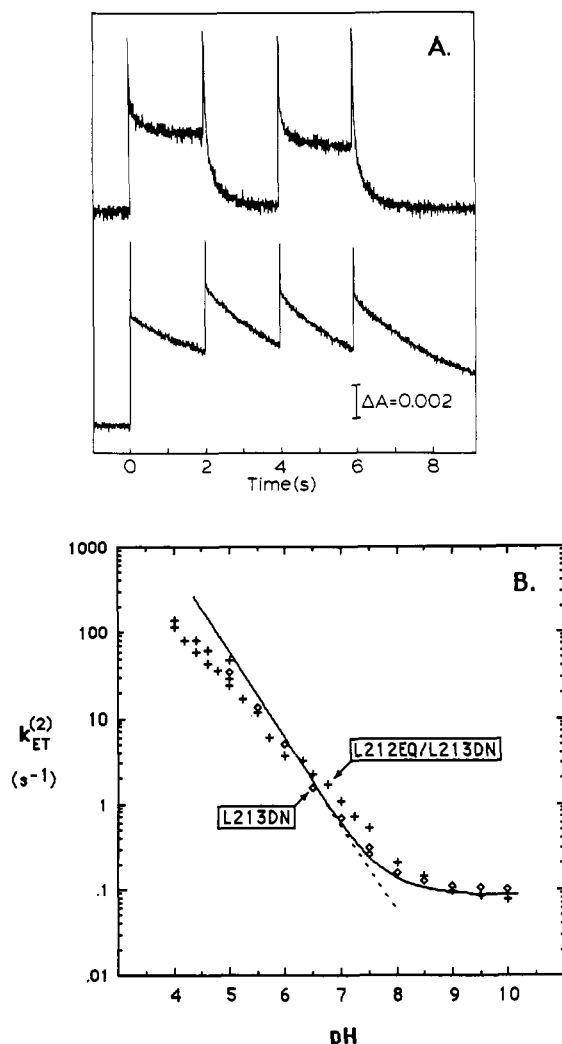 A.
ΔA=0.002
0 2 4 6 8
Time(s)
B.
1000
100
10
1
.1
.01
k_ET^(2)
(s⁻¹)
L212EQ/L213DN
L213DN
4 5 6 7 8 9 10
pH